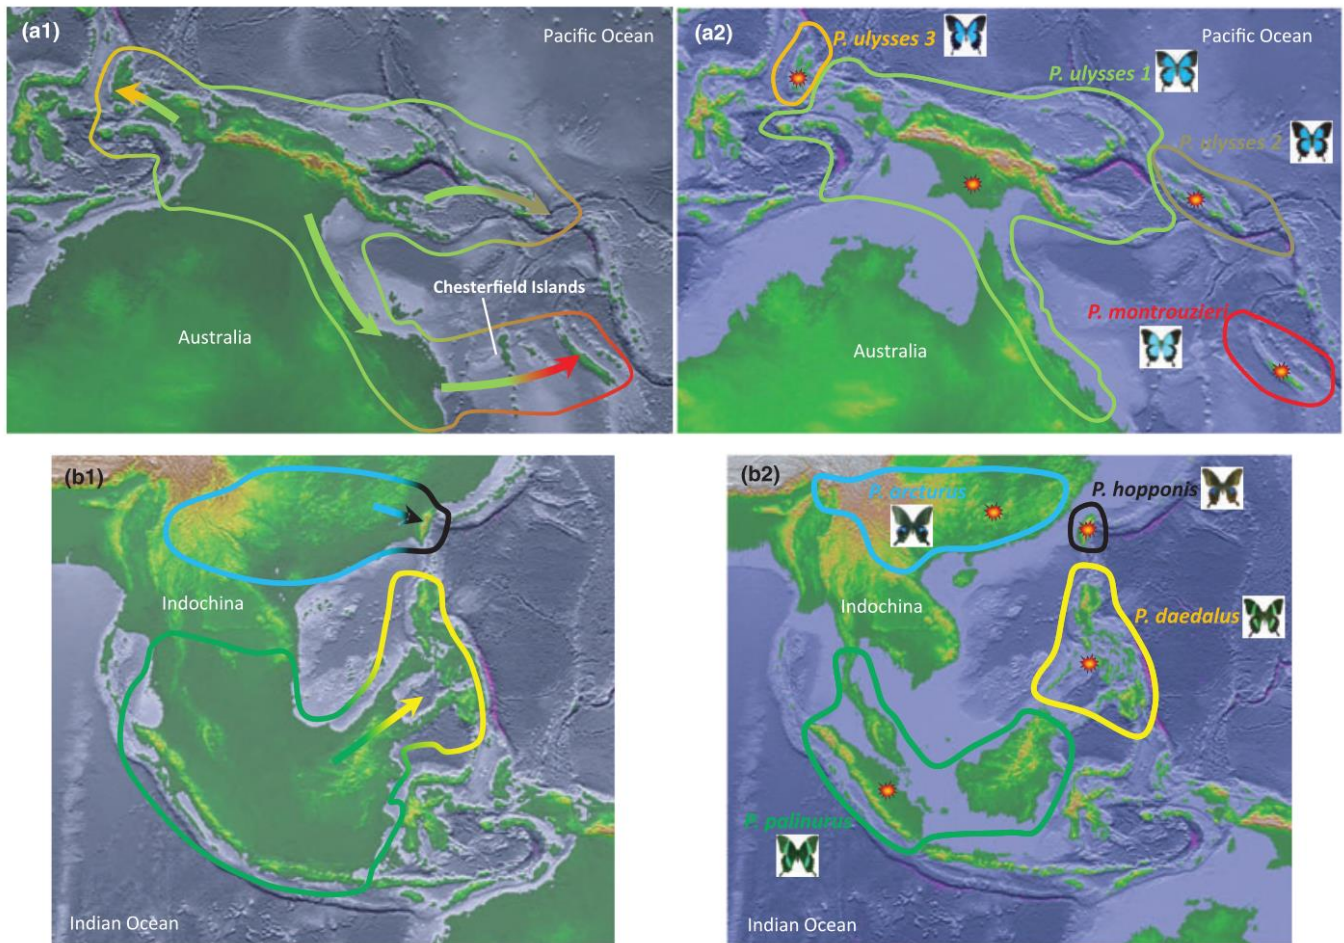 (a1)
Pacific Ocean
Chesterfield Islands
Australia
(a2)
P. ulysses 3
Pacific Ocean
P. ulysses 1
P. ulysses 2
P. montrouzieri
Australia
(b1)
Indochina
Indian Ocean
(b2)
P. arcturus
P. hopponis
Indochina
P. daedalus
P. palinurus
Indian Ocean